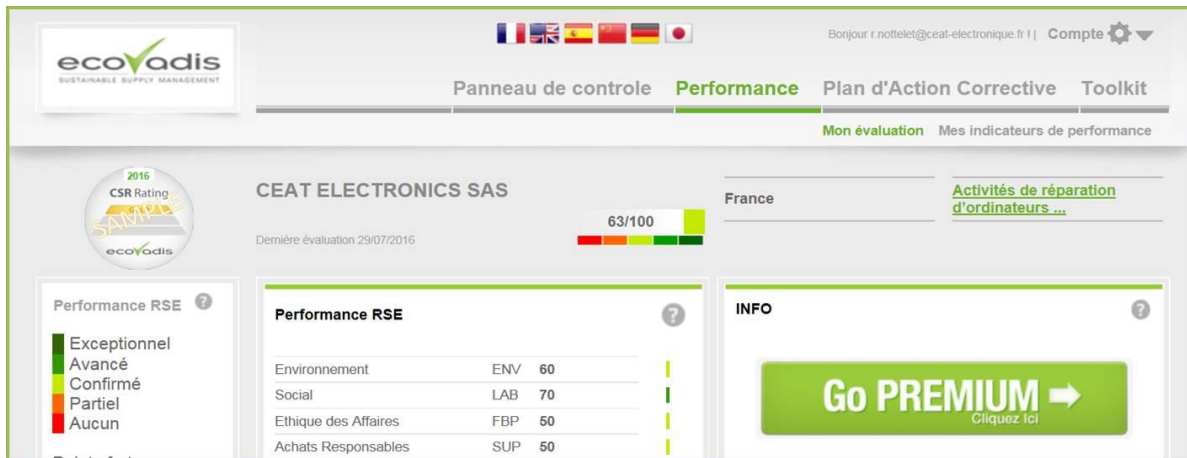 ecovadis
SUSTAINABLE SUPPLY MANAGEMENT
Bonjour r.nottelet@ceat-electronique.fr ! | Compte
Panneau de controle Performance Plan d'Action Corrective Toolkit
Mon évaluation Mes indicateurs de performance
2016
CSR Rating
SAMPLE
ecovadis
CEAT ELECTRONICS SAS
Dernière évaluation 29/07/2016
63/100
France
Activités de réparation
d'ordinateurs ...
Performance RSE ?
Exceptionnel
Avancé
Confirmé
Partiel
Aucun
Performance RSE ?
Environnement ENV 60
Social LAB 70
Ethique des Affaires FBP 50
Achats Responsables SUP 50
INFO ?
Go PREMIUM
Cliquez Ici